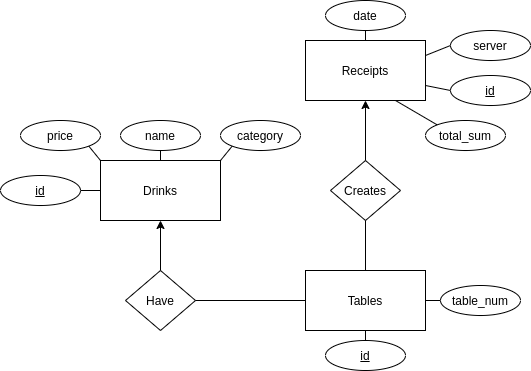 date
server
Receipts
id
total_sum
price
name
category
id
Drinks
Creates
Have
Tables
table_num
id